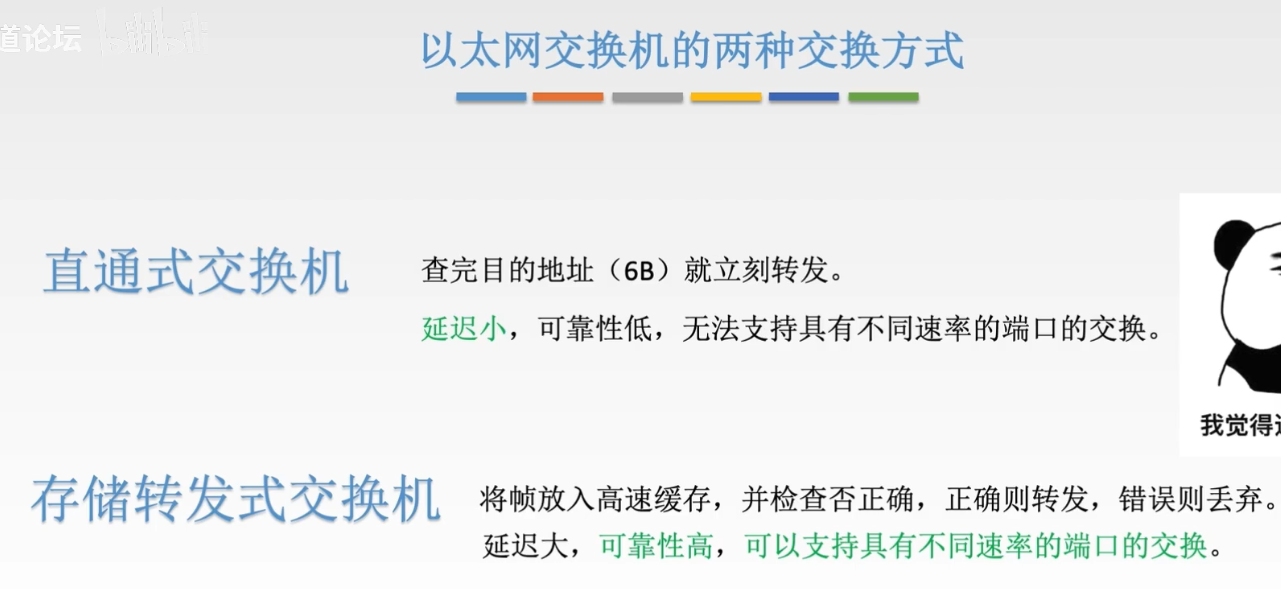 道论坛
bilibili
以太网交换机的两种交换方式
直通式交换机
查完目的地址（6B）就立刻转发。
延迟小，可靠性低，无法支持具有不同速率的端口的交换。
我觉得
存储转发式交换机
将帧放入高速缓存，并检查否正确，正确则转发，错误则丢弃。
延迟大，可靠性高，可以支持具有不同速率的端口的交换。